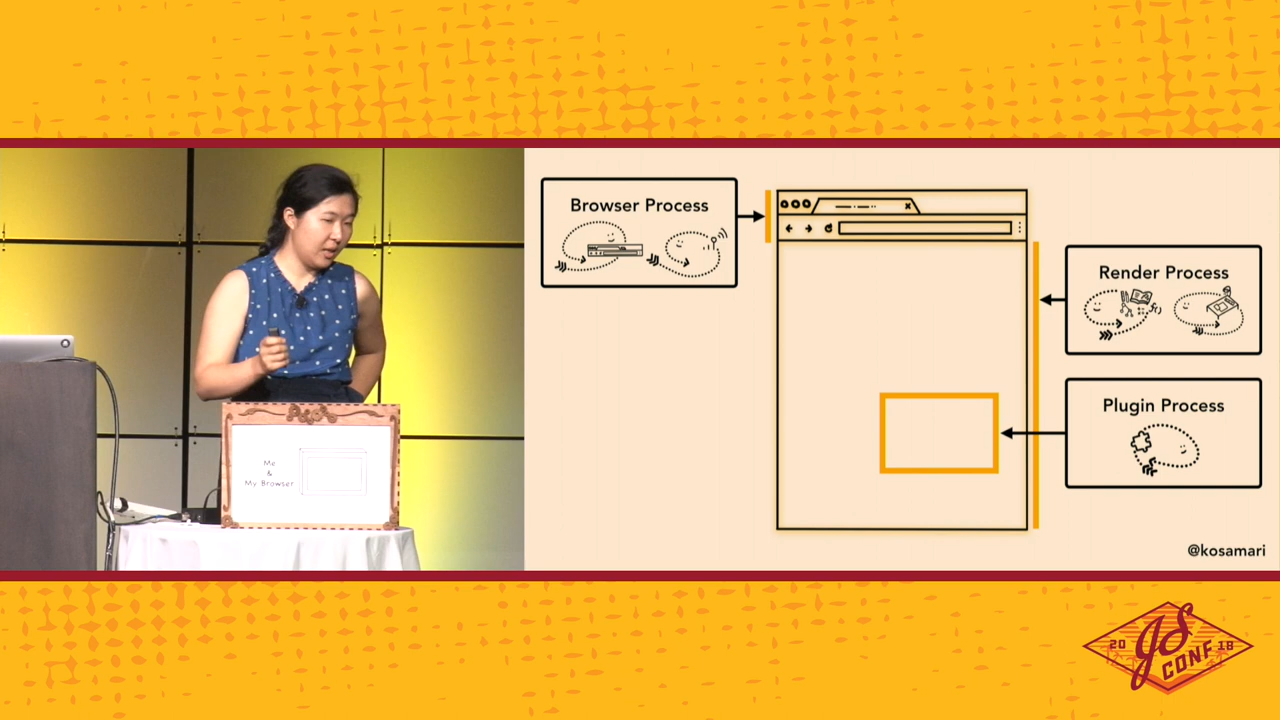 Browser Process
Render Process
Plugin Process
Me
&
My Browser
@kosamari
20 18
JS
CONF